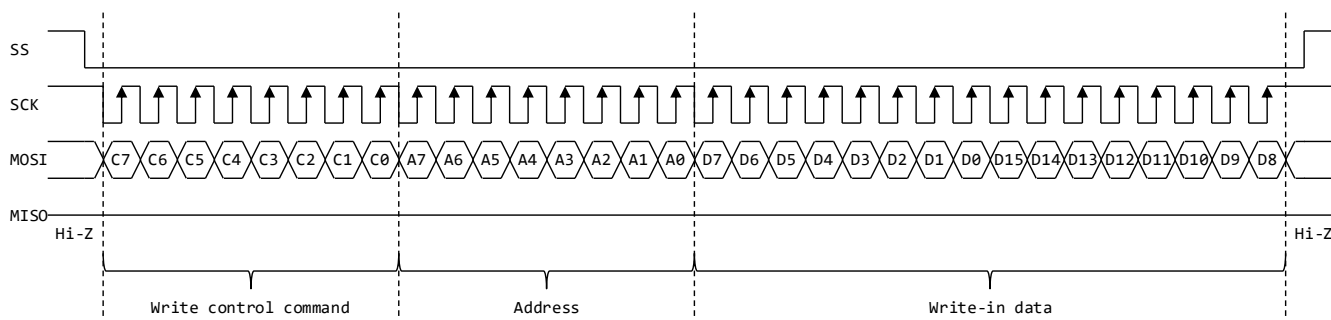 SS
SCK
MOSI C7 C6 C5 C4 C3 C2 C1 C0 A7 A6 A5 A4 A3 A2 A1 A0 D7 D6 D5 D4 D3 D2 D1 D0 D15 D14 D13 D12 D11 D10 D9 D8
MISO
Hi-Z Hi-Z
Write control command Address Write-in data